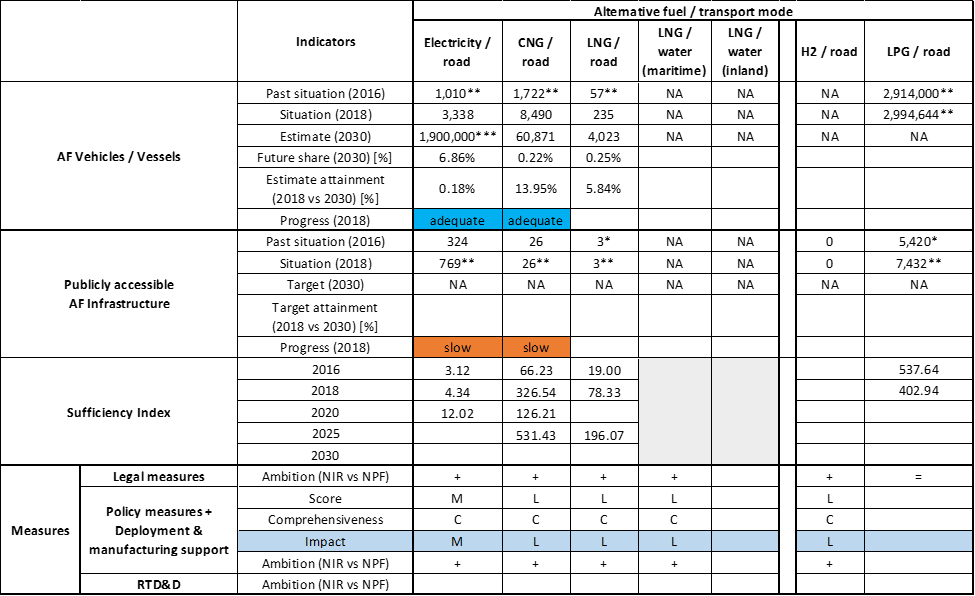 Alternative fuel / transport mode
Indicators
Electricity / road
CNG / road
LNG / road
LNG / water (maritime)
LNG / water (inland)
H2 / road
LPG / road
AF Vehicles / Vessels
Past situation (2016) 1,010** 1,722** 57** NA NA NA 2,914,000**
Situation (2018) 3,338 8,490 235 NA NA NA 2,994,644**
Estimate (2030) 1,900,000*** 60,871 4,023 NA NA NA NA
Future share (2030) [%] 6.86% 0.22% 0.25%
Estimate attainment
(2018 vs 2030) [%] 0.18% 13.95% 5.84%
Progress (2018) adequate adequate
Publicly accessible
AF Infrastructure
Past situation (2016) 324 26 3* NA NA 0 5,420*
Situation (2018) 769** 26** 3** NA NA 0 7,432**
Target (2030) NA NA NA NA NA NA NA
Target attainment
(2018 vs 2030) [%]
Progress (2018) slow slow
Sufficiency Index
2016 3.12 66.23 19.00 537.64
2018 4.34 326.54 78.33 402.94
2020 12.02 126.21
2025 531.43 196.07
2030
Measures
Legal measures Ambition (NIR vs NPF) + + + + + =
Policy measures +
Deployment &
manufacturing support
Score M L L L L
Comprehensiveness C C C C C
Impact M L L L L
Ambition (NIR vs NPF) + + + + +
RTD&D Ambition (NIR vs NPF)